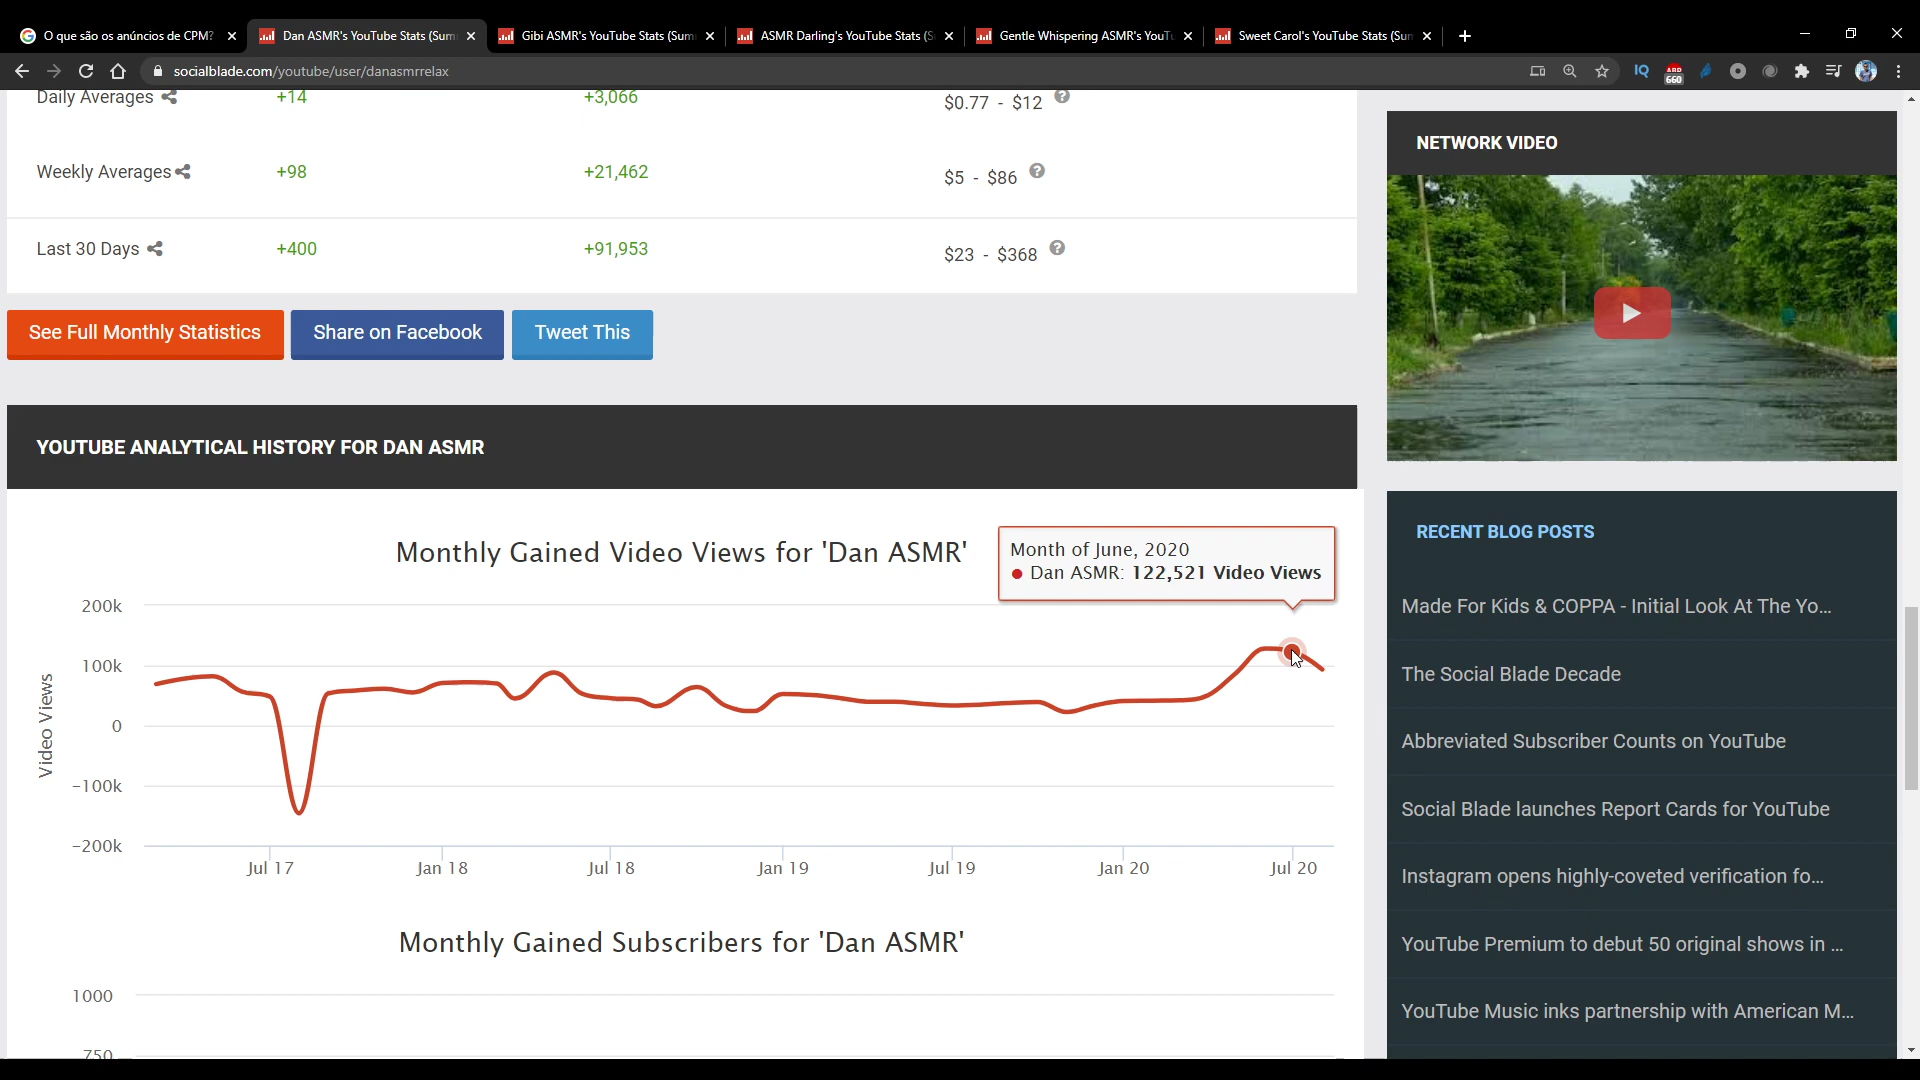 O que são os anúncios de CPM?
Dan ASMR's YouTube Stats (Sum
Gibi ASMR's YouTube Stats (Sum
ASMR Darling's YouTube Stats (S
Gentle Whispering ASMR's YouT
Sweet Carol's YouTube Stats (Sun
socialblade.com/youtube/user/danasmrrelax
IQ
ABD
660
Daily Averages +14 +3,066 $0.77 - $12
Weekly Averages +98 +21,462 $5 - $86
Last 30 Days +400 +91,953 $23 - $368
See Full Monthly Statistics
Share on Facebook
Tweet This
YOUTUBE ANALYTICAL HISTORY FOR DAN ASMR
Monthly Gained Video Views for 'Dan ASMR'
Month of June, 2020
Dan ASMR: 122,521 Video Views
Video Views
200k
100k
0
-100k
-200k
Jul 17 Jan 18 Jul 18 Jan 19 Jul 19 Jan 20 Jul 20
Monthly Gained Subscribers for 'Dan ASMR'
1000
750
NETWORK VIDEO
RECENT BLOG POSTS
Made For Kids & COPPA - Initial Look At The Yo...
The Social Blade Decade
Abbreviated Subscriber Counts on YouTube
Social Blade launches Report Cards for YouTube
Instagram opens highly-coveted verification fo...
YouTube Premium to debut 50 original shows in ...
YouTube Music inks partnership with American M...